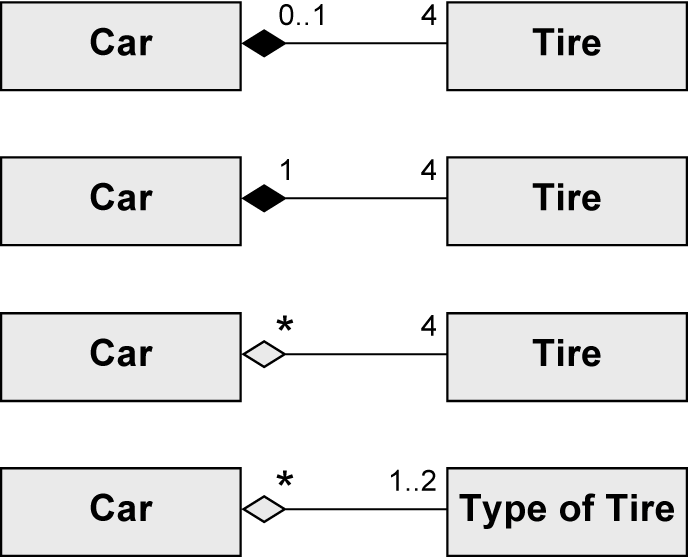 Car 0..1 4 Tire
Car 1 4 Tire
Car * 4 Tire
Car * 1..2 Type of Tire